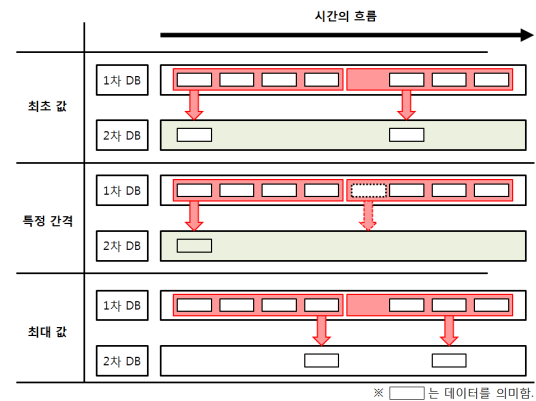 시간의 흐름
최초 값
1차 DB
2차 DB
특정 간격
1차 DB
2차 DB
최대 값
1차 DB
2차 DB
※ 는 데이터를 의미함.